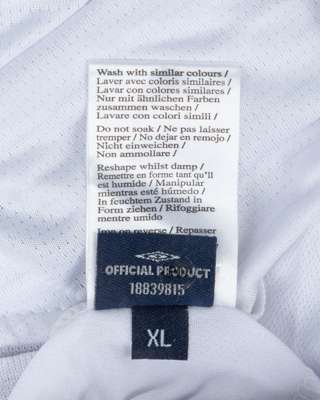 Wash with similar colours /
Laver avec colores similaires /
Lavar con colores similares /
Nur mit ähnlichen Farben
zusammen waschen /
Lavare con colori simili /
Do not soak / Ne pas laisser
tremper / No dejar en remojo /
Nicht einweichen /
Non ammollare /
Reshape whilst damp /
Remettre en forme tant qu'il
est humide / Manipular
mientras esté húmedo /
In feuchtem Zustand in
Form ziehen / Rifoggiare
mentre umido
Iron on reverse / Repasser
OFFICIAL PRODUCT
18839815
XL